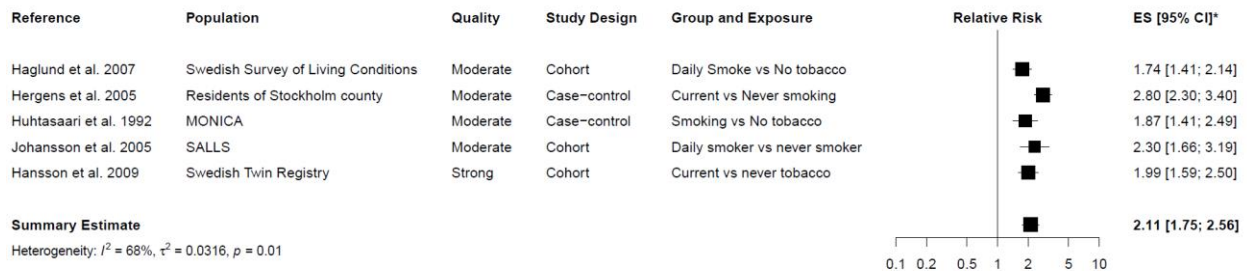 Reference Population Quality Study Design Group and Exposure Relative Risk ES [95% CI]*
Haglund et al. 2007 Swedish Survey of Living Conditions Moderate Cohort Daily Smoke vs No tobacco 1.74 [1.41; 2.14]
Hergens et al. 2005 Residents of Stockholm county Moderate Case−control Current vs Never smoking 2.80 [2.30; 3.40]
Huhtasaari et al. 1992 MONICA Moderate Case−control Smoking vs No tobacco 1.87 [1.41; 2.49]
Johansson et al. 2005 SALLS Moderate Cohort Daily smoker vs never smoker 2.30 [1.66; 3.19]
Hansson et al. 2009 Swedish Twin Registry Strong Cohort Current vs never tobacco 1.99 [1.59; 2.50]
Summary Estimate 2.11 [1.75; 2.56]
Heterogeneity: I² = 68%, τ² = 0.0316, p = 0.01
0.1 0.2 0.5 1 2 5 10